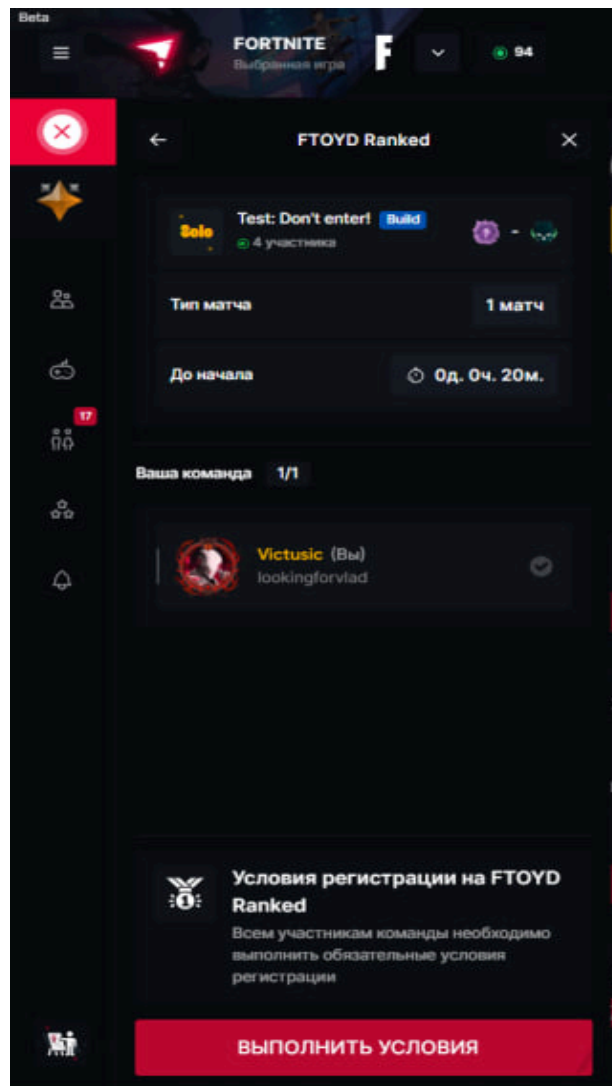 Beta
FORTNITE
Выбранная игра
94
FTOYD Ranked
Solo
Test: Don't enter! Build
4 участника
Тип матча
1 матч
До начала
0д. 0ч. 20м.
17
Ваша команда 1/1
Victusic (Вы)
lookingforvlad
Условия регистрации на FTOYD
Ranked
Всем участникам команды необходимо
выполнить обязательные условия
регистрации
ВЫПОЛНИТЬ УСЛОВИЯ